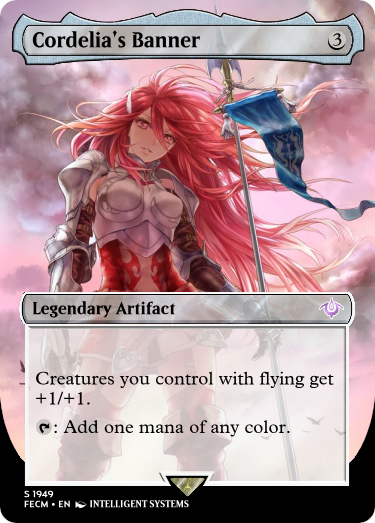 Cordelia's Banner 3
Legendary Artifact
Creatures you control with flying get
+1/+1.
: Add one mana of any color.
S 1949
FECM • EN INTELLIGENT SYSTEMS